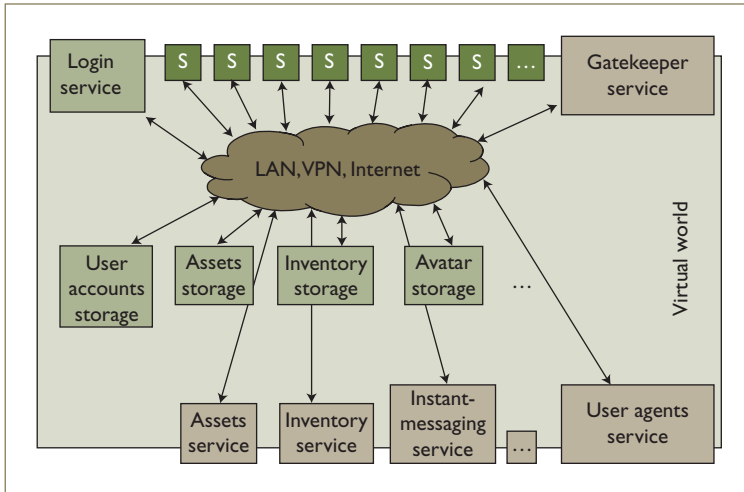 Login
service
S
S
S
S
S
S
S
...
Gatekeeper
service
LAN, VPN, Internet
Virtual world
User
accounts
storage
Assets
storage
Inventory
storage
Avatar
storage
...
Assets
service
Inventory
service
Instant-
messaging
service
...
User agents
service